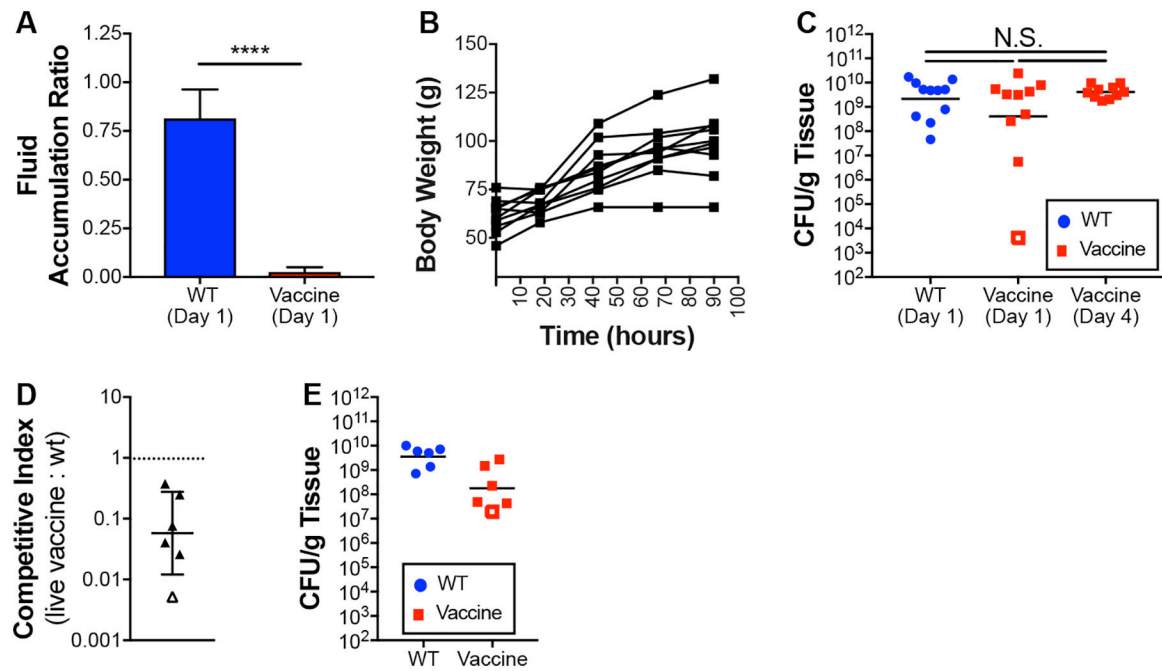 A
Fluid
Accumulation Ratio
1.25
1.00
0.75
0.50
0.25
0.00
****
WT
(Day 1)
Vaccine
(Day 1)
B
Body Weight (g)
150
125
100
75
50
10
20
30
40
50
60
70
80
90
100
Time (hours)
C
CFU/g Tissue
10¹²
10¹¹
10¹⁰
10⁹
10⁸
10⁷
10⁶
10⁵
10⁴
10³
10²
N.S.
WT
Vaccine
WT
(Day 1)
Vaccine
(Day 1)
Vaccine
(Day 4)
D
Competitive Index
(live vaccine : wt)
10
1
0.1
0.01
0.001
E
CFU/g Tissue
10¹²
10¹¹
10¹⁰
10⁹
10⁸
10⁷
10⁶
10⁵
10⁴
10³
10²
10¹
10⁰
WT
Vaccine
WT
Vaccine